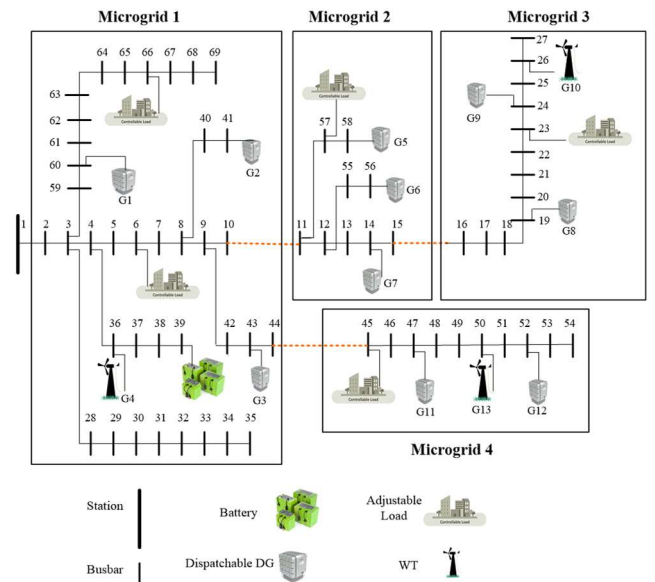 Microgrid 1
Microgrid 2
Microgrid 3
64 65 66 67 68 69
Controllable Load
63
62
61
60
59
G1
40 41
G2
1
2 3 4 5 6 7 8 9 10
Controllable Load
36 37 38 39
G4
42 43 44
G3
28 29 30 31 32 33 34 35
Controllable Load
57 58
G5
55 56
G6
11 12 13 14 15
G7
27
26
G10
25
G9
24
23
Controllable Load
22
21
20
19
G8
16 17 18
45 46 47 48 49 50 51 52 53 54
Controllable Load
G11
G13
G12
Microgrid 4
Station
Battery
Adjustable
Load
Controllable Load
Busbar
Dispatchable DG
WT